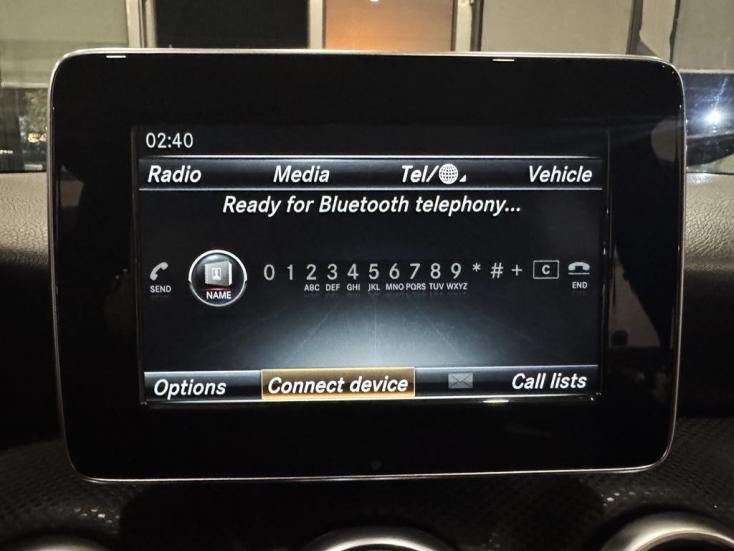 02:40
Radio Media Tel/ Vehicle
Ready for Bluetooth telephony...
0 1 2 3 4 5 6 7 8 9 * # + C
SEND NAME ABC DEF GHI JKL MNO PQRS TUV WXYZ END
Options Connect device Call lists